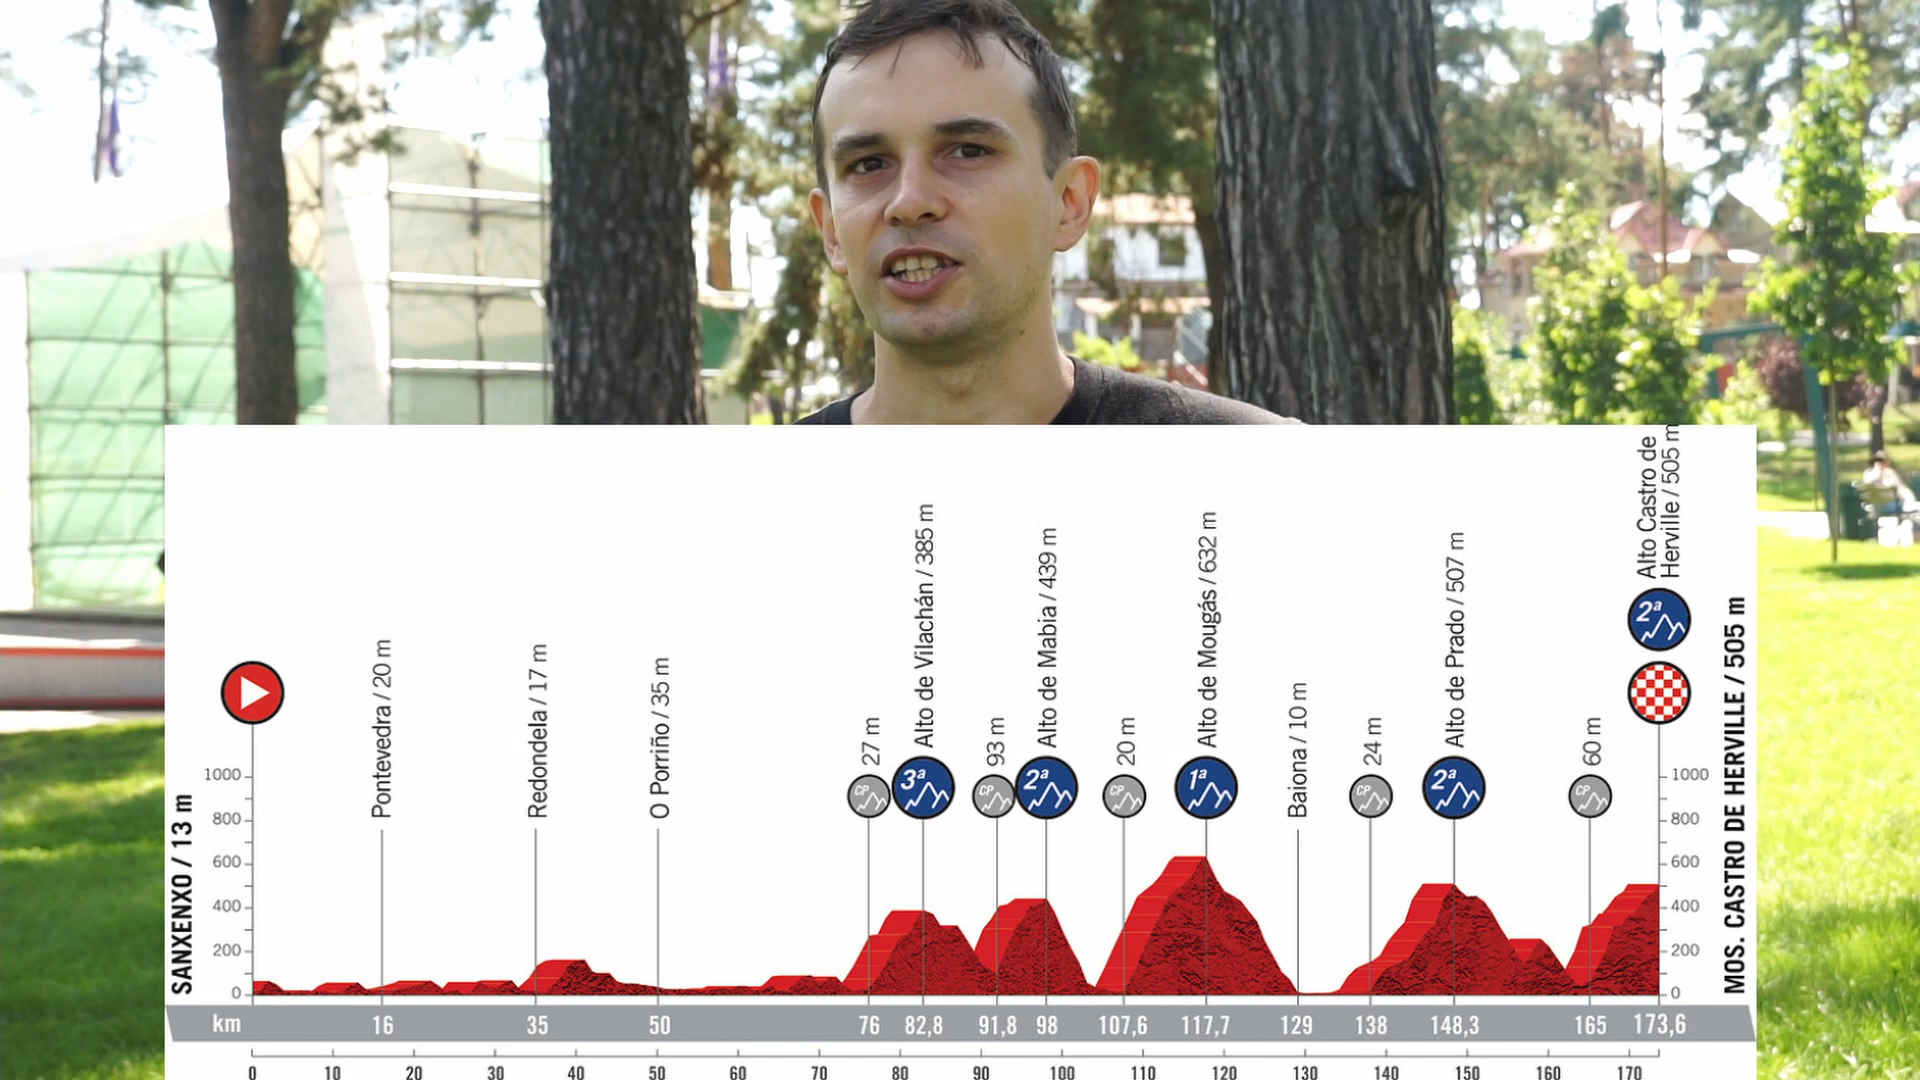 Alto Castro de
Herville / 505 m
2ª
SANXENXO / 13 m
Pontevedra / 20 m
Redondela / 17 m
O Porriño / 35 m
CP
27 m
3ª
Alto de Vilachán / 385 m
CP
93 m
2ª
Alto de Mabia / 439 m
CP
20 m
1ª
Alto de Mougás / 632 m
Baiona / 10 m
CP
24 m
2ª
Alto de Prado / 507 m
CP
60 m
MOS. CASTRO DE HERVILLE / 505 m
1000
800
600
400
200
0
1000
800
600
400
200
0
km 16 35 50 76 82,8 91,8 98 107,6 117,7 129 138 148,3 165 173,6
0 10 20 30 40 50 60 70 80 90 100 110 120 130 140 150 160 170